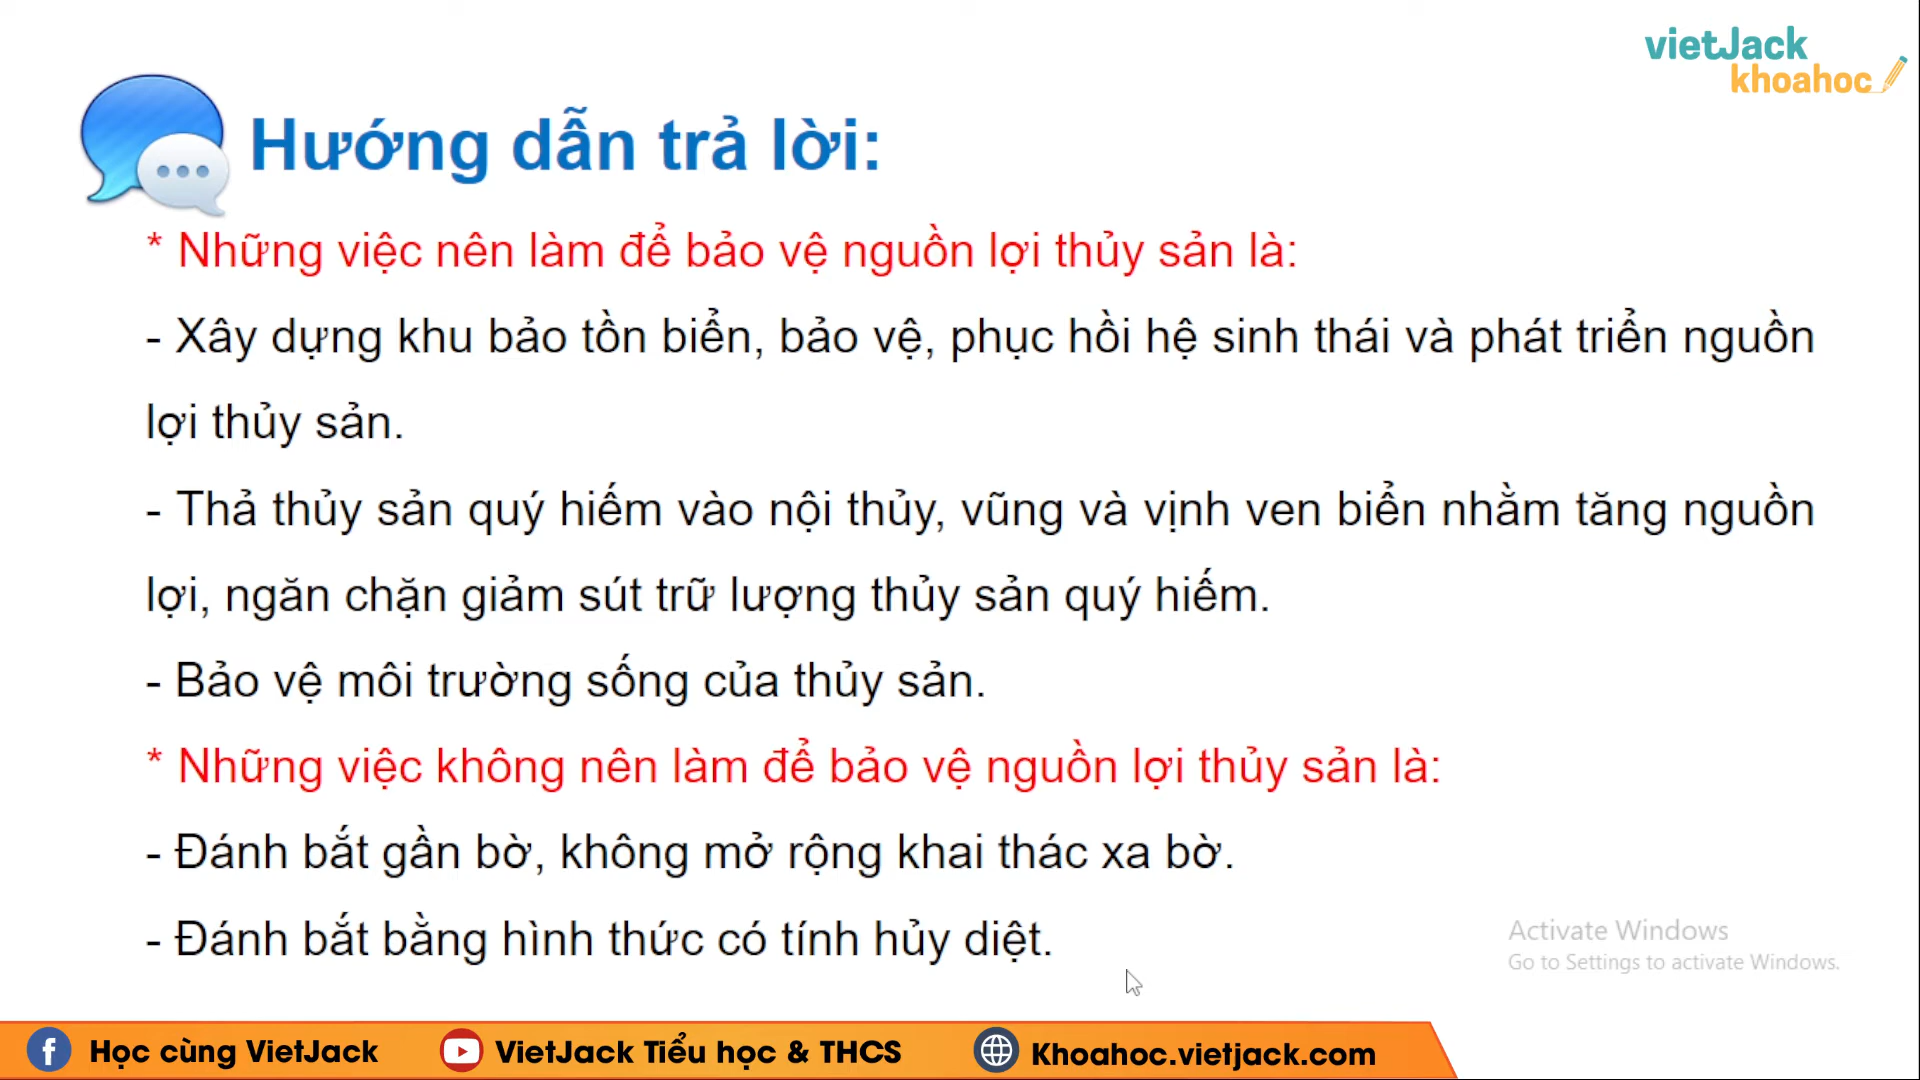 vietJack
khoahoc
Hướng dẫn trả lời:
* Những việc nên làm để bảo vệ nguồn lợi thủy sản là:
- Xây dựng khu bảo tồn biển, bảo vệ, phục hồi hệ sinh thái và phát triển nguồn
lợi thủy sản.
- Thả thủy sản quý hiếm vào nội thủy, vũng và vịnh ven biển nhằm tăng nguồn
lợi, ngăn chặn giảm sút trữ lượng thủy sản quý hiếm.
- Bảo vệ môi trường sống của thủy sản.
* Những việc không nên làm để bảo vệ nguồn lợi thủy sản là:
- Đánh bắt gần bờ, không mở rộng khai thác xa bờ.
- Đánh bắt bằng hình thức có tính hủy diệt.
Activate Windows
Go to Settings to activate Windows.
Học cùng VietJack
VietJack Tiểu học & THCS
Khoahoc.vietjack.com